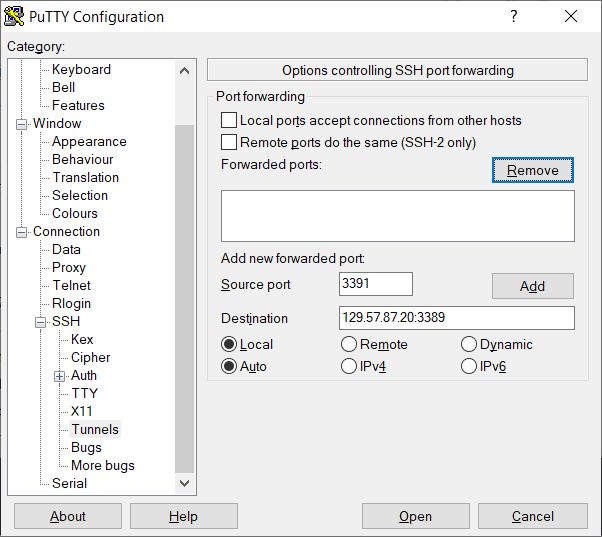 PuTTY Configuration
?
Category:
Keyboard
Bell
Features
Window
Appearance
Behaviour
Translation
Selection
Colours
Connection
Data
Proxy
Telnet
Rlogin
SSH
Kex
Cipher
Auth
TTY
X11
Tunnels
Bugs
More bugs
Serial
Options controlling SSH port forwarding
Port forwarding
Local ports accept connections from other hosts
Remote ports do the same (SSH-2 only)
Forwarded ports:
Remove
Add new forwarded port:
Source port 3391 Add
Destination 129.57.87.20:3389
Local Remote Dynamic
Auto IPv4 IPv6
About Help Open Cancel